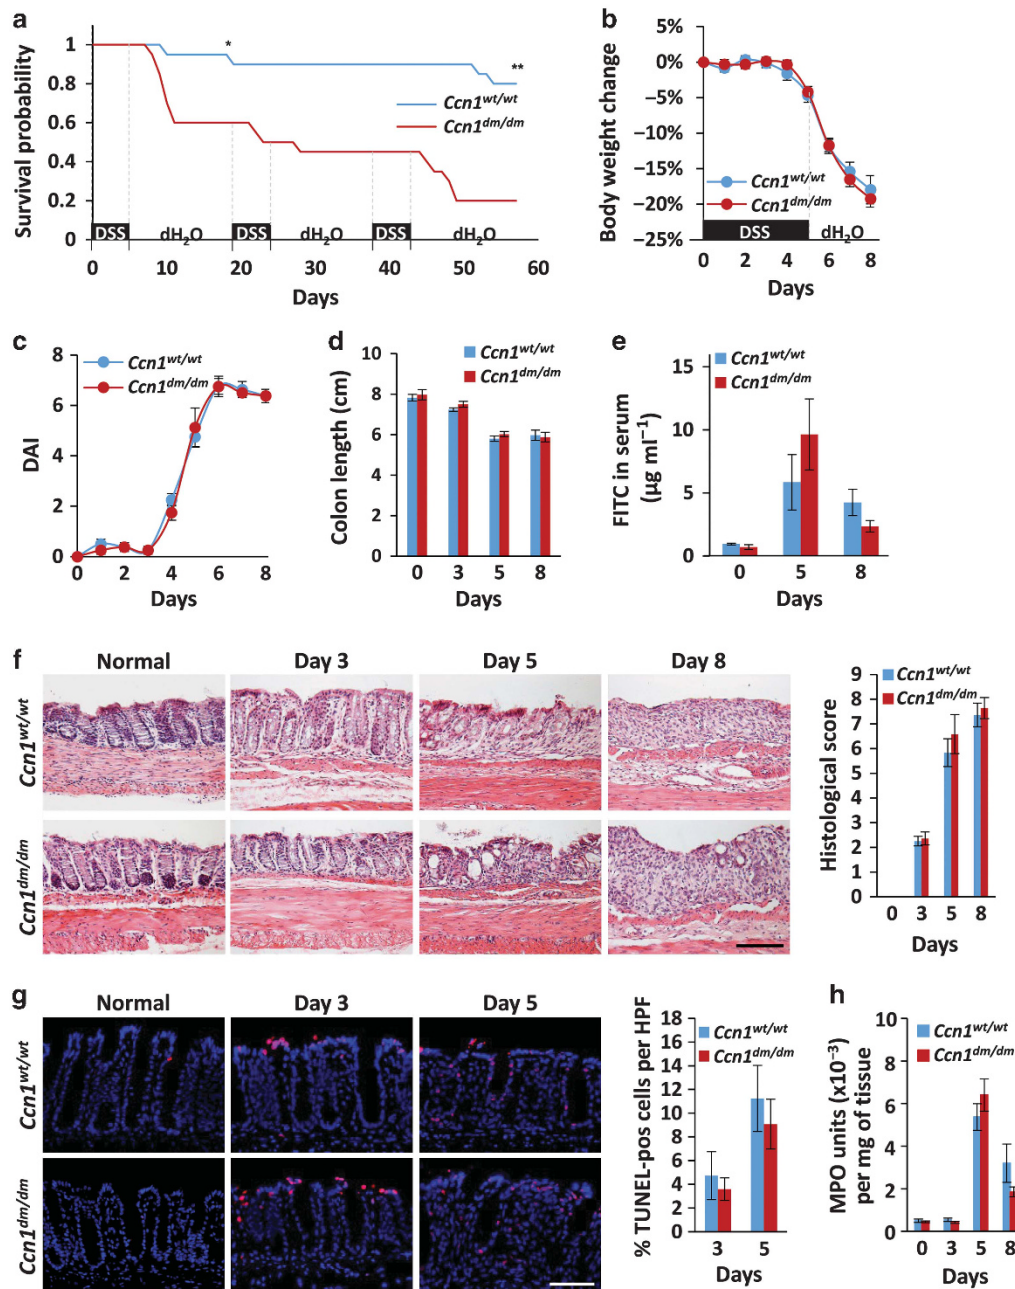 a
Survival probability
1
0.8
0.6
0.4
0.2
0
*
**
Ccn1wt/wt
Ccn1dm/dm
DSS dH2O DSS dH2O DSS dH2O
0 10 20 30 40 50 60
Days
b
Body weight change
5%
0%
−5%
−10%
−15%
−20%
−25%
Ccn1wt/wt
Ccn1dm/dm
DSS dH2O
0 2 4 6 8
Days
c
DAI
8
6
4
2
0
Ccn1wt/wt
Ccn1dm/dm
0 2 4 6 8
Days
d
Colon length (cm)
10
8
6
4
2
0
Ccn1wt/wt
Ccn1dm/dm
0 3 5 8
Days
e
FITC in serum
(µg ml−1)
15
10
5
0
Ccn1wt/wt
Ccn1dm/dm
0 5 8
Days
f
Normal Day 3 Day 5 Day 8
Ccn1wt/wt
Ccn1dm/dm
Histological score
9
8
7
6
5
4
3
2
1
0
Ccn1wt/wt
Ccn1dm/dm
0 3 5 8
Days
g
Normal Day 3 Day 5
Ccn1wt/wt
Ccn1dm/dm
% TUNEL-pos cells per HPF
18
16
14
12
10
8
6
4
2
0
Ccn1wt/wt
Ccn1dm/dm
3 5
Days
h
MPO units (x10−3)
per mg of tissue
10
8
6
4
2
0
Ccn1wt/wt
Ccn1dm/dm
0 3 5 8
Days